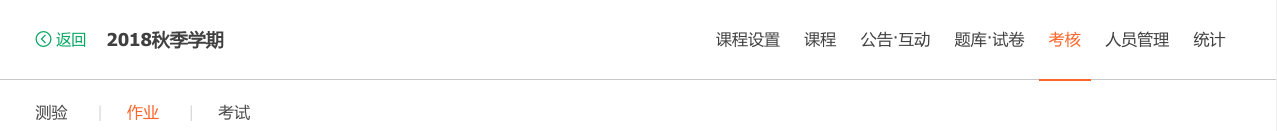 返回 2018秋季学期 课程设置 课程 公告·互动 题库·试卷 考核 人员管理 统计
测验 | 作业 | 考试